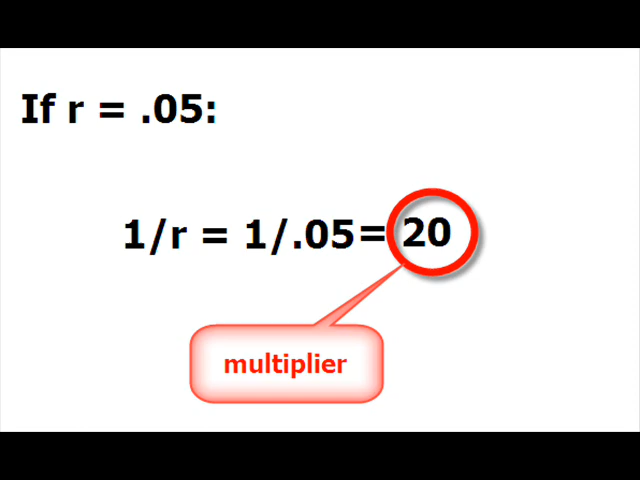 If r = .05:
1/r = 1/.05= 20
multiplier